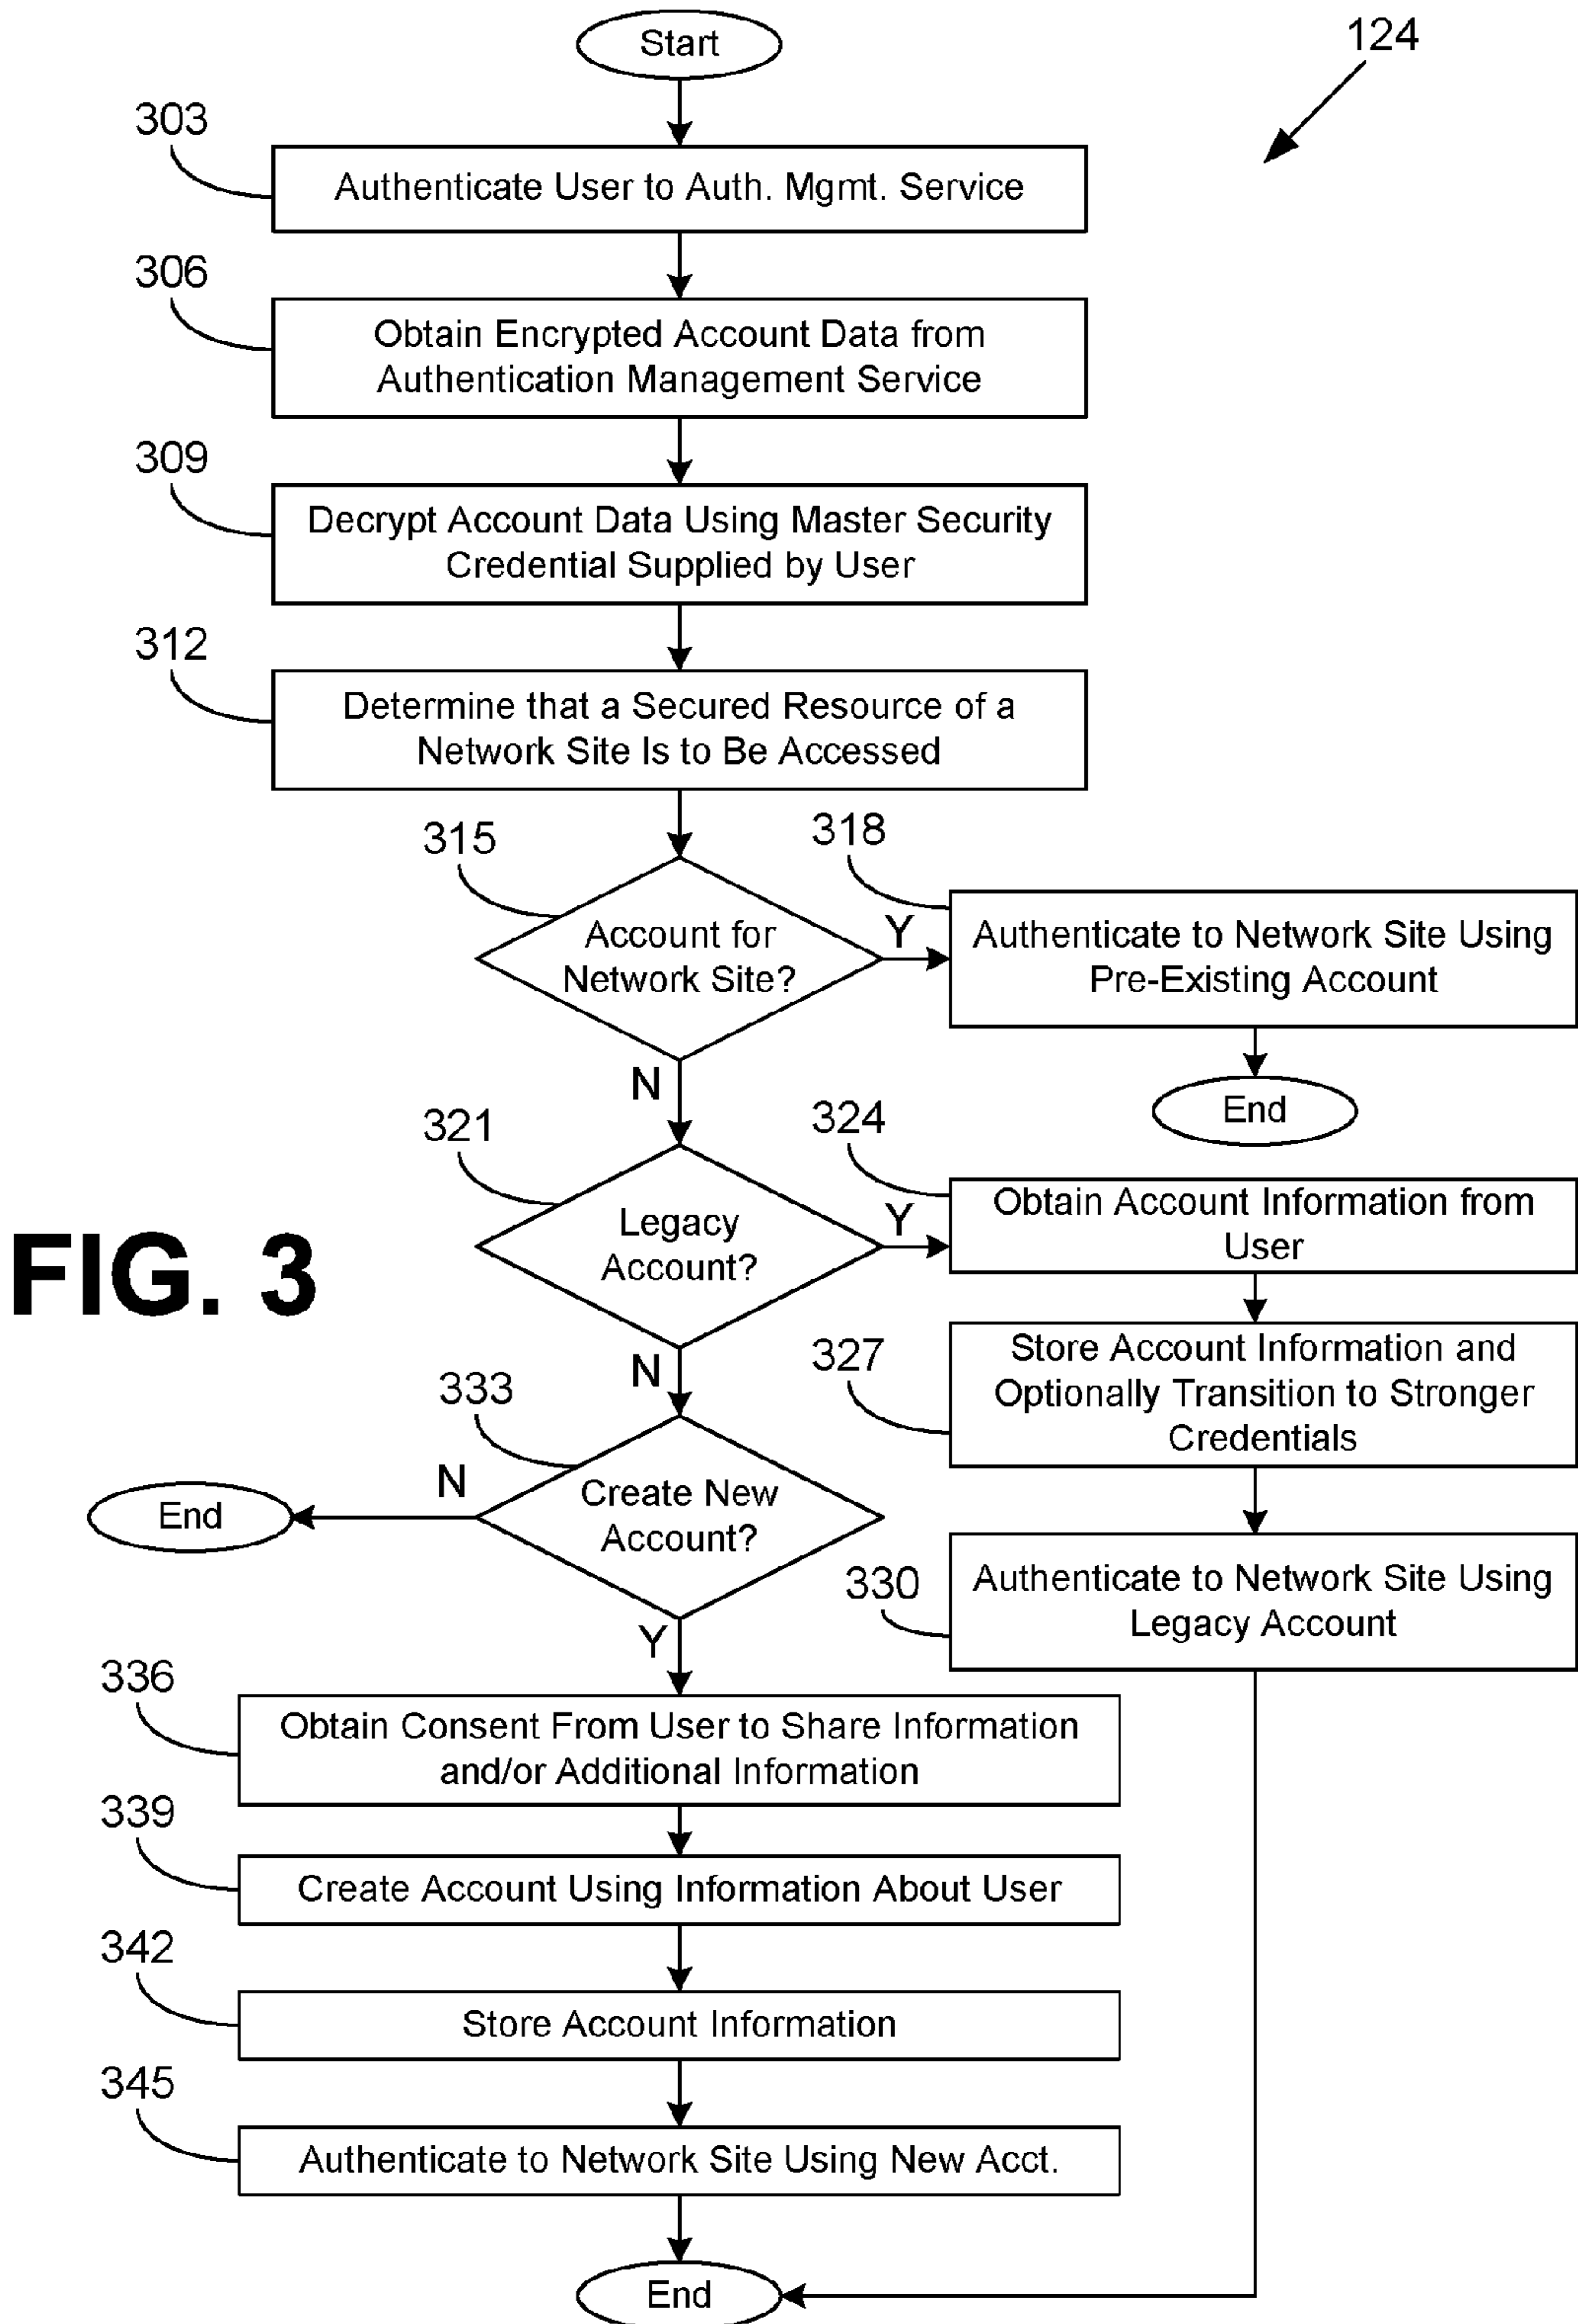 Start
124
303
Authenticate User to Auth. Mgmt. Service
306
Obtain Encrypted Account Data from
Authentication Management Service
309
Decrypt Account Data Using Master Security
Credential Supplied by User
312
Determine that a Secured Resource of a
Network Site Is to Be Accessed
315
Account for
Network Site?
Y
318
Authenticate to Network Site Using
Pre-Existing Account
End
N
321
Legacy
Account?
Y
324
Obtain Account Information from
User
327
Store Account Information and
Optionally Transition to Stronger
Credentials
330
Authenticate to Network Site Using
Legacy Account
FIG. 3
N
333
Create New
Account?
N
End
Y
336
Obtain Consent From User to Share Information
and/or Additional Information
339
Create Account Using Information About User
342
Store Account Information
345
Authenticate to Network Site Using New Acct.
End